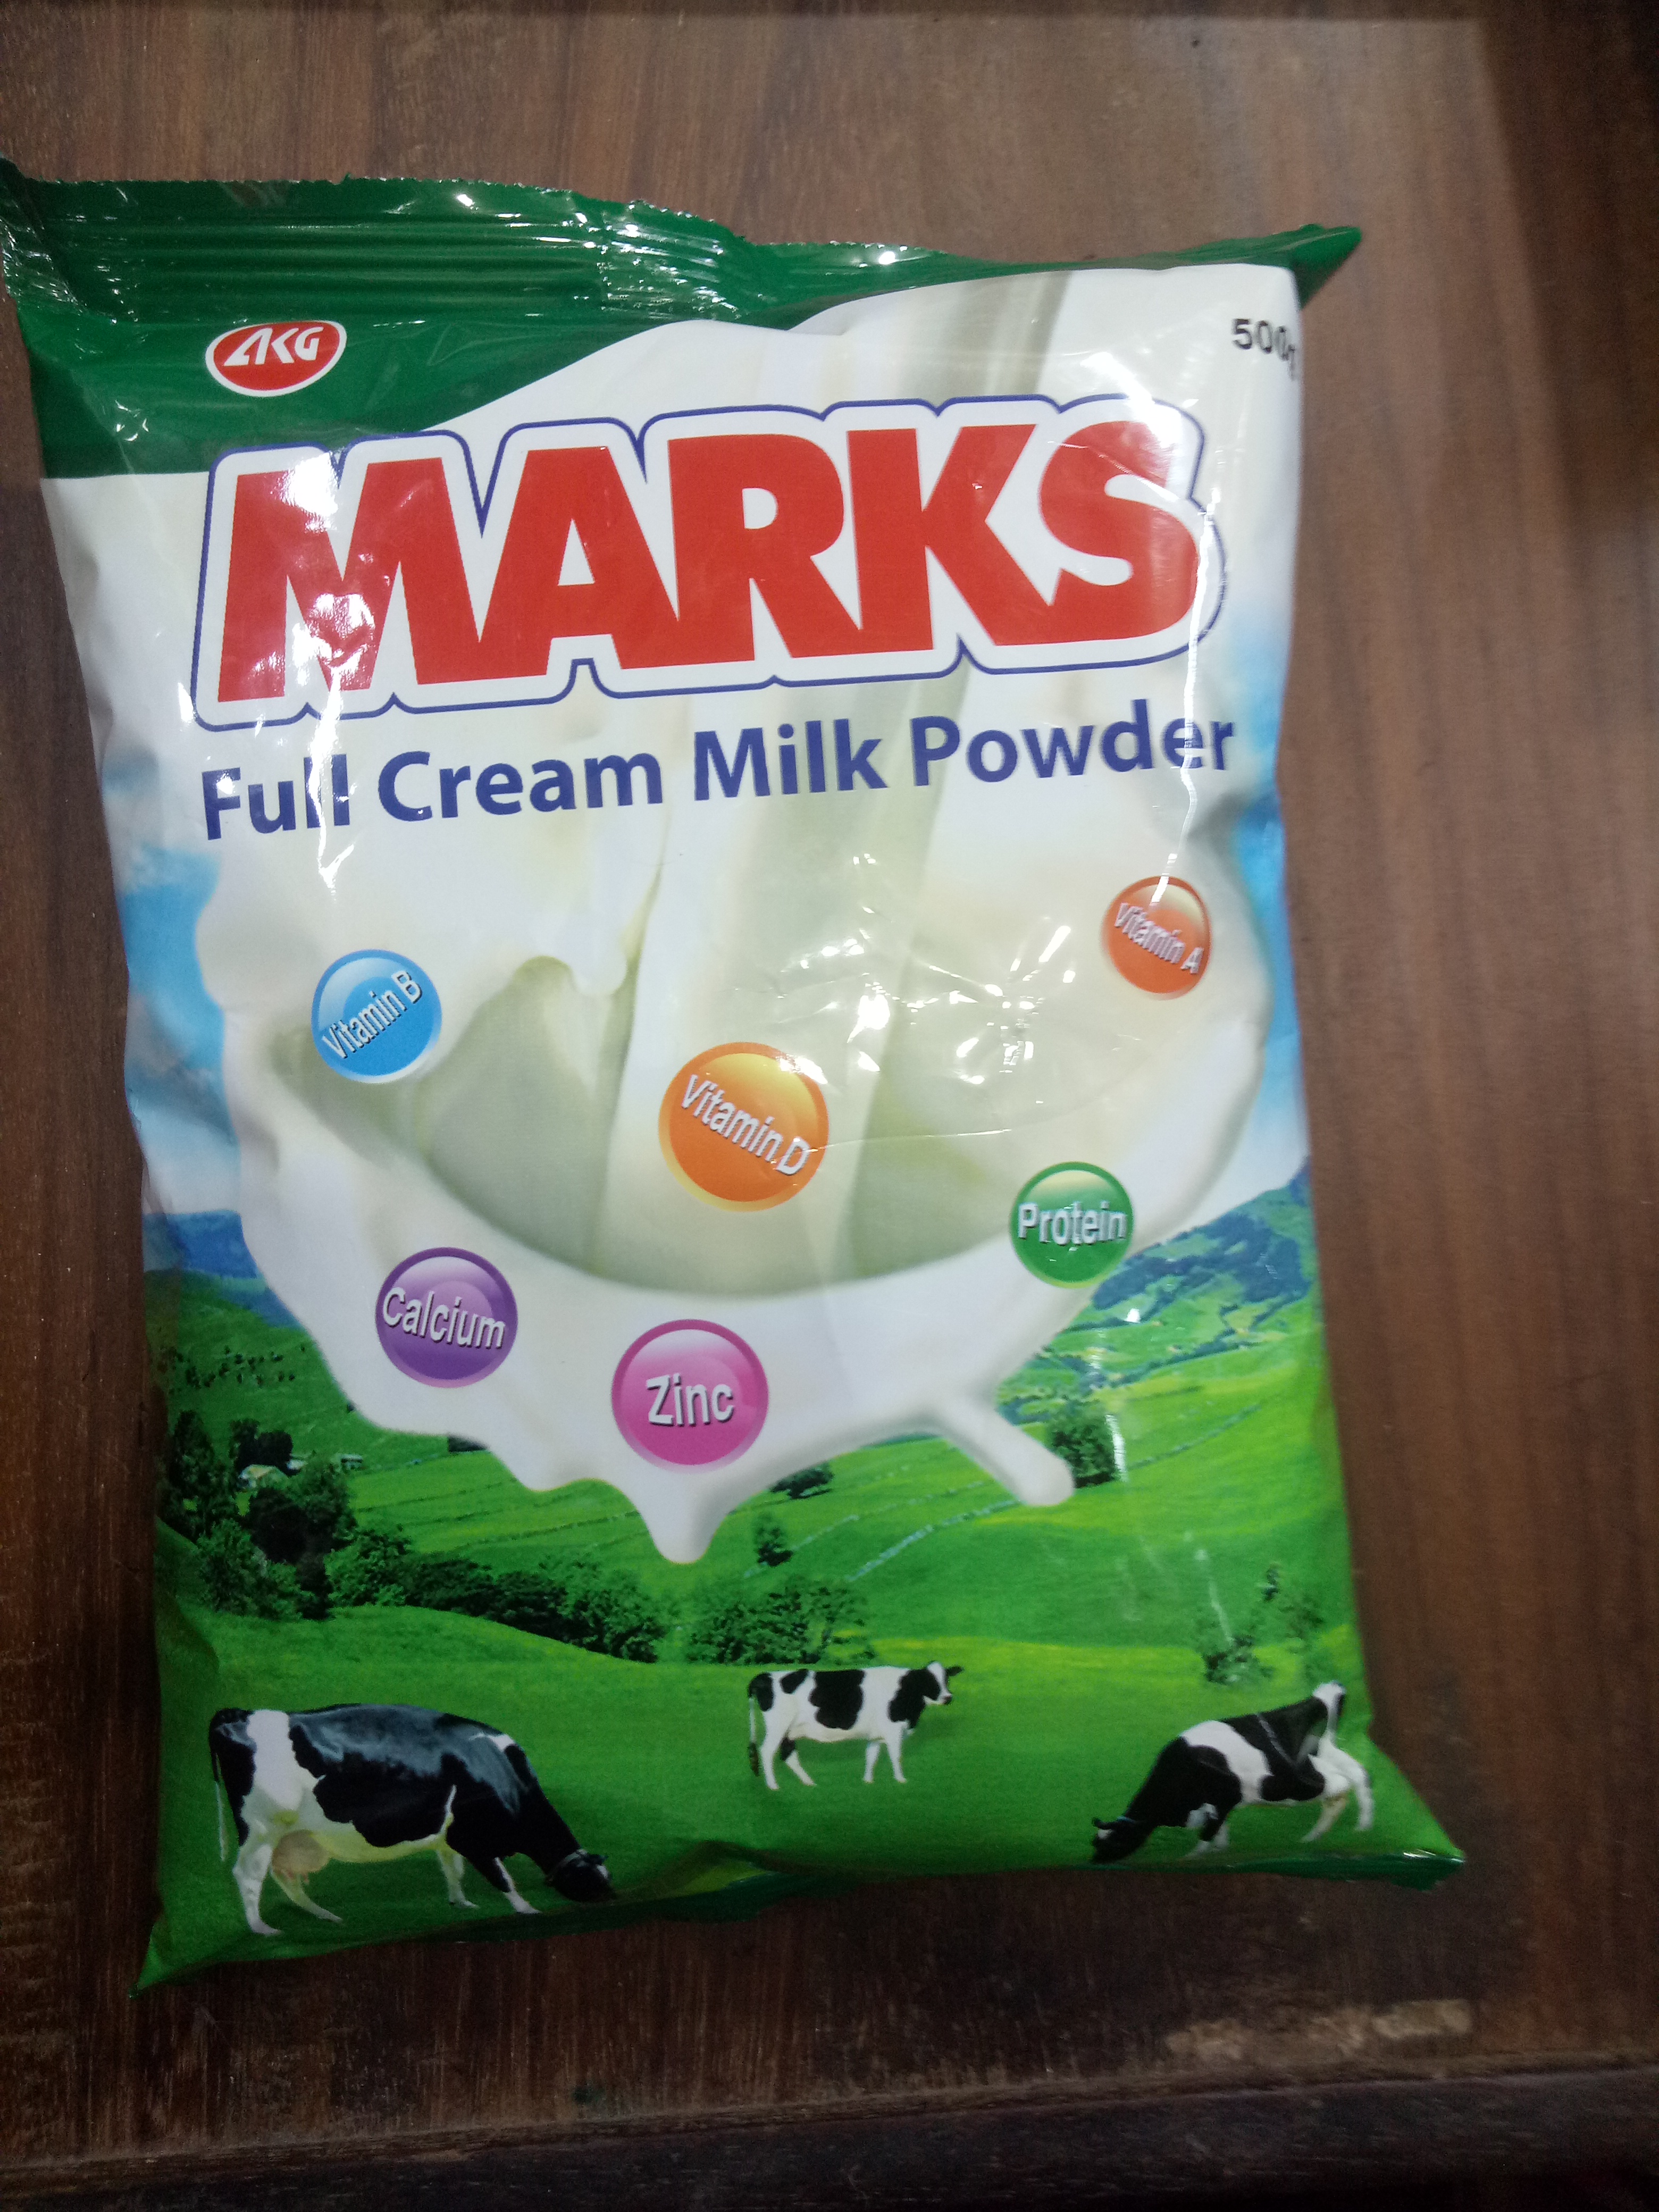 AKG
500g
MARKS
Full Cream Milk Powder
Vitamin A
Vitamin B
Vitamin D
Protein
Calcium
Zinc